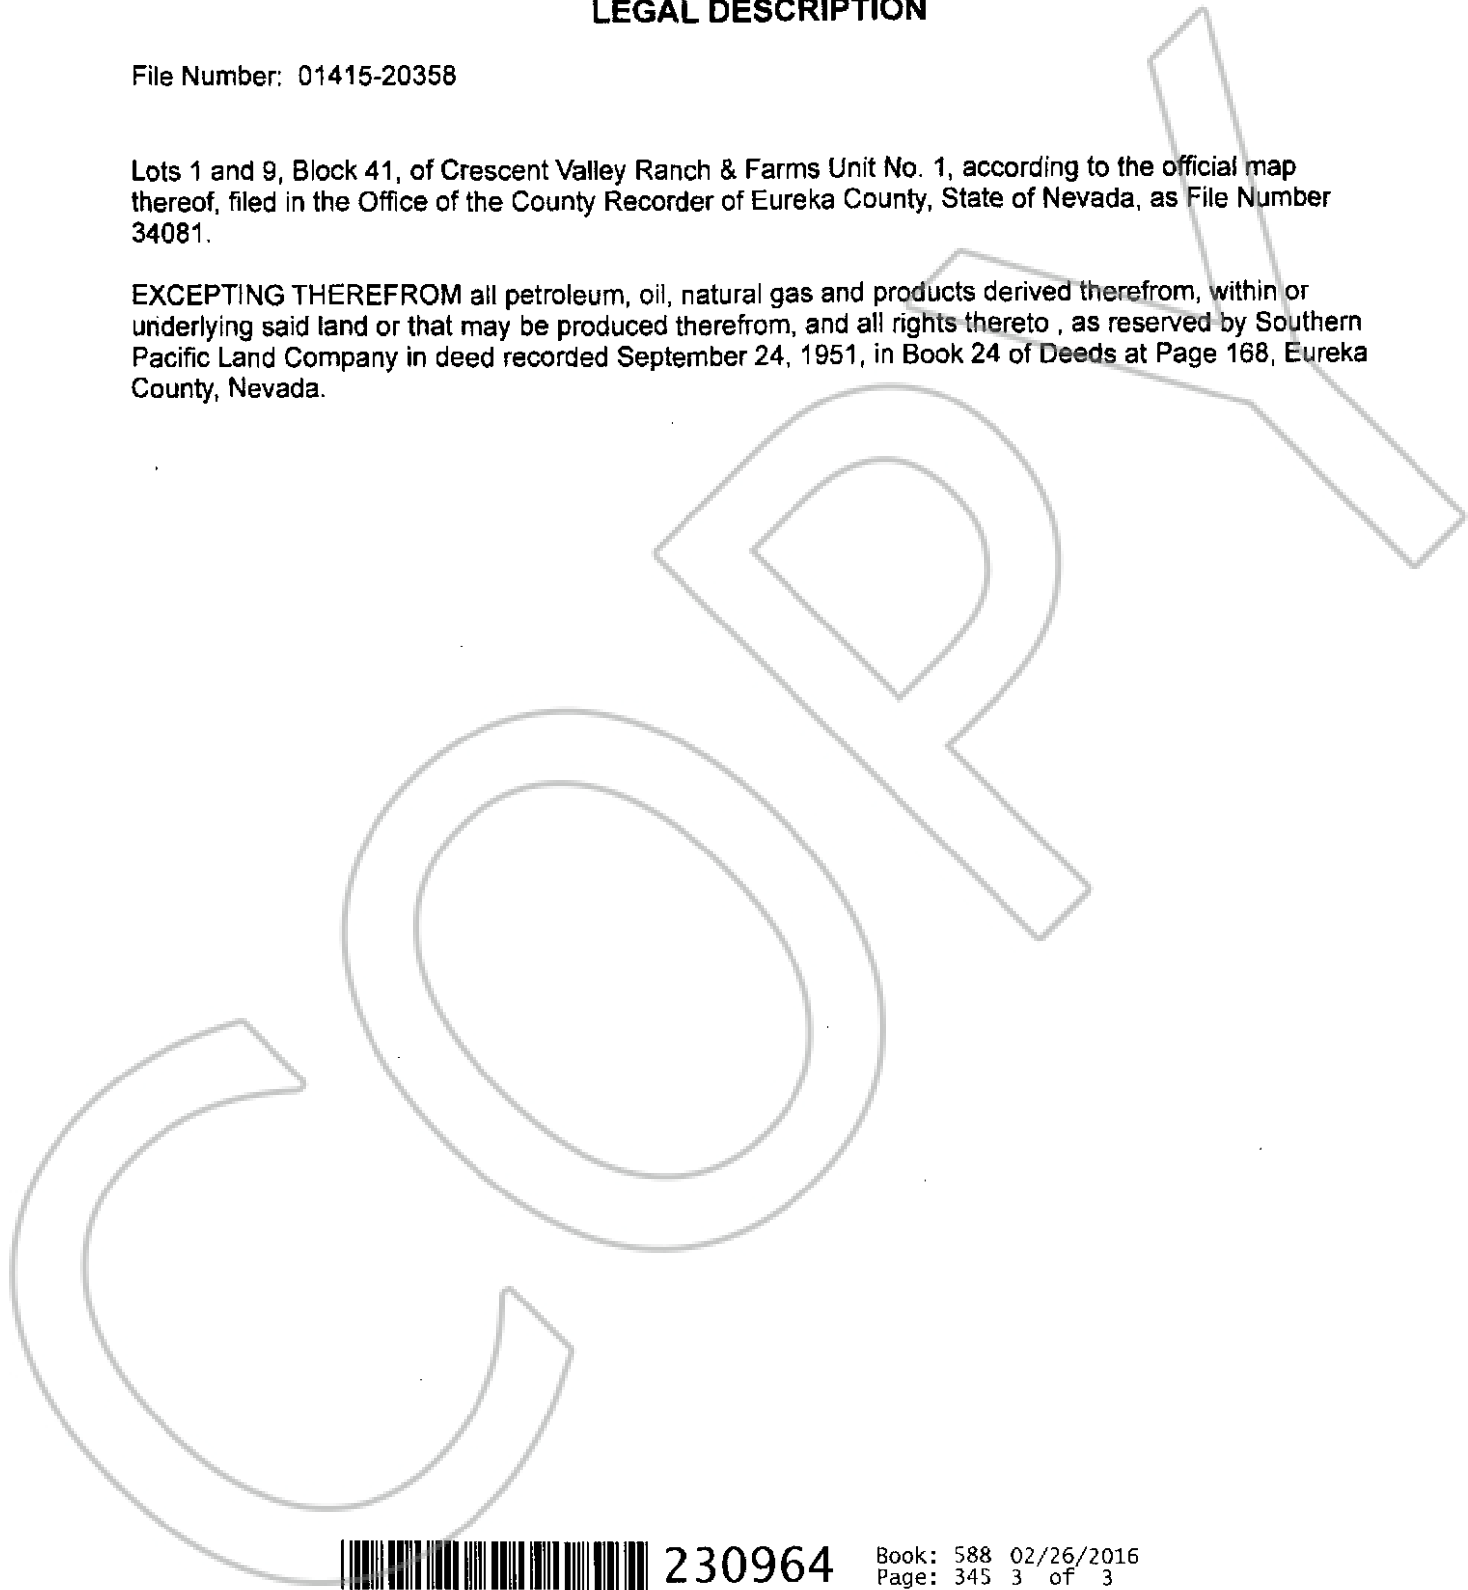 LEGAL DESCRIPTION
File Number: 01415-20358
Lots 1 and 9, Block 41, of Crescent Valley Ranch & Farms Unit No. 1, according to the official map
thereof, filed in the Office of the County Recorder of Eureka County, State of Nevada, as File Number
34081.
EXCEPTING THEREFROM all petroleum, oil, natural gas and products derived therefrom, within or
underlying said land or that may be produced therefrom, and all rights thereto , as reserved by Southern
Pacific Land Company in deed recorded September 24, 1951, in Book 24 of Deeds at Page 168, Eureka
County, Nevada.
COPY
230964
Book: 588 02/26/2016
Page: 345 3 of 3